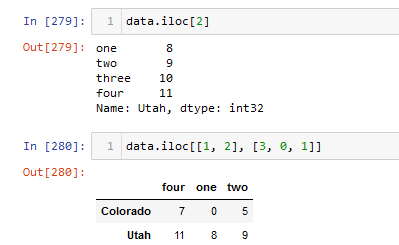 In [279]: 1 data.iloc[2]
Out[279]:
one 8
two 9
three 10
four 11
Name: Utah, dtype: int32
In [280]: 1 data.iloc[[1, 2], [3, 0, 1]]
Out[280]:
four one two
Colorado 7 0 5
Utah 11 8 9